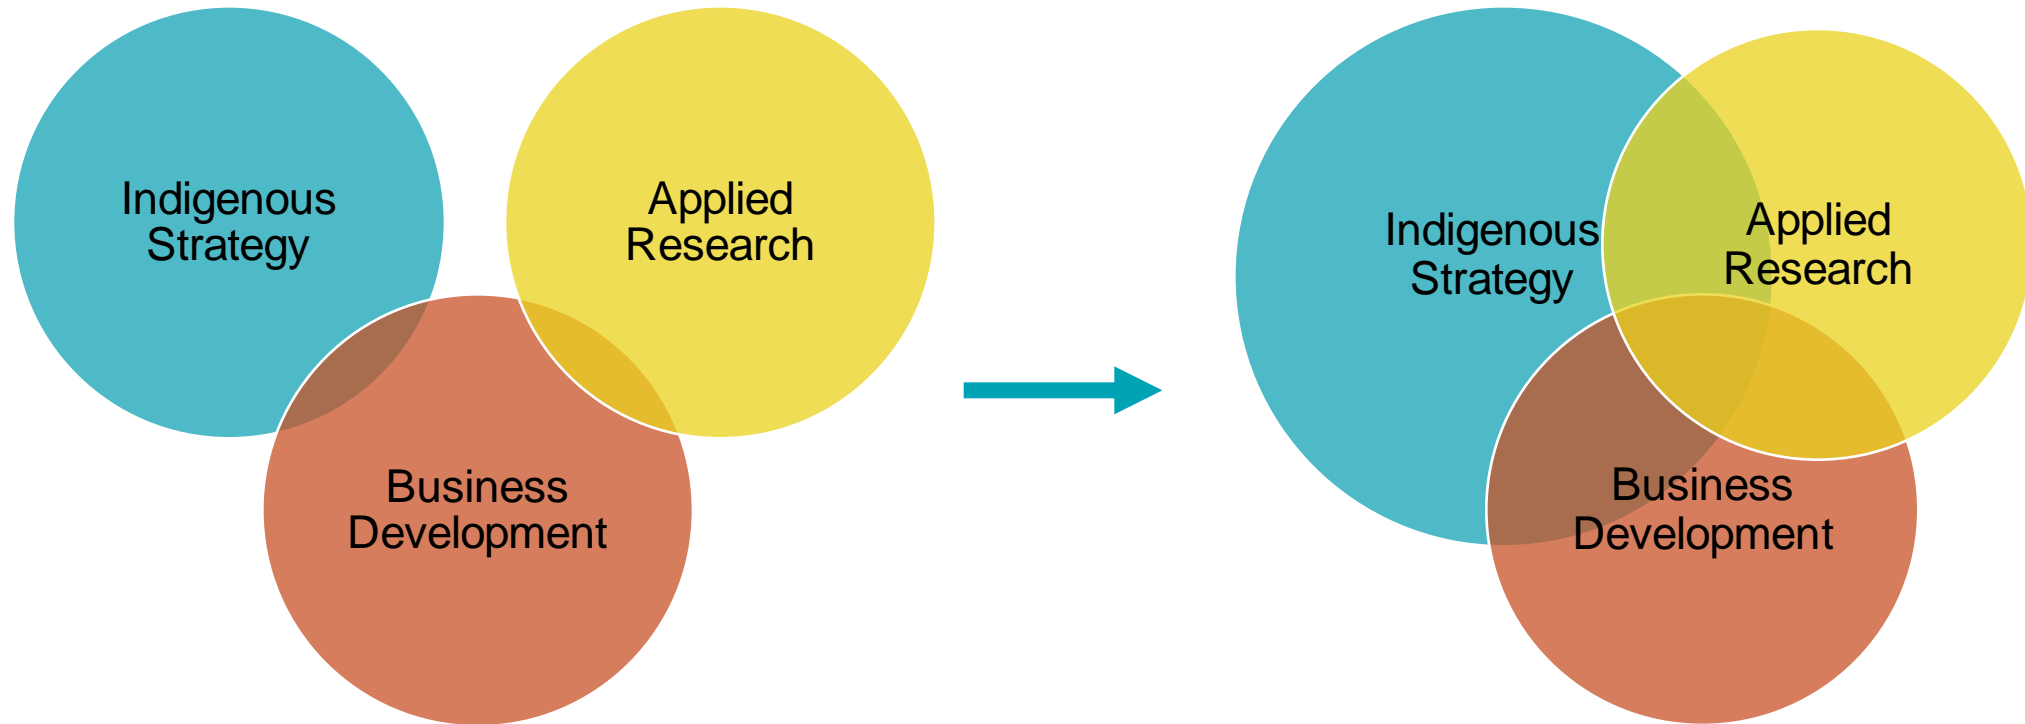 Indigenous
Strategy
Applied
Research
Business
Development
Indigenous
Strategy
Applied
Research
Business
Development